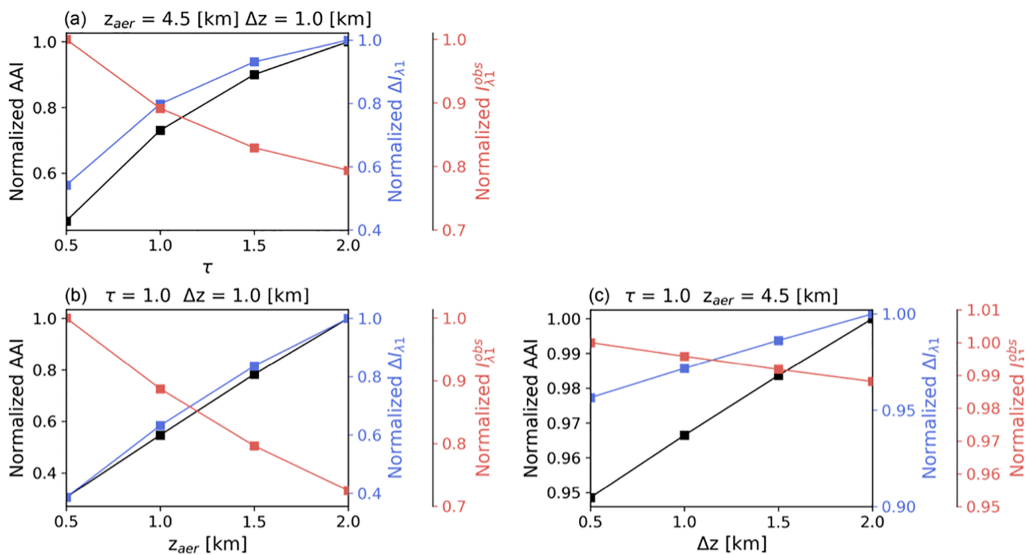 (a) z_aer = 4.5 [km] Δz = 1.0 [km]
Normalized AAI
1.0
0.8
0.6
1.0
0.8
0.6
0.4
Normalized ΔI_λ1
1.0
0.9
0.8
0.7
Normalized I_λ1^obs
0.5 1.0 1.5 2.0
τ
(b) τ = 1.0 Δz = 1.0 [km]
Normalized AAI
1.0
0.8
0.6
0.4
1.0
0.8
0.6
0.4
Normalized ΔI_λ1
1.0
0.9
0.8
0.7
Normalized I_λ1^obs
0.5 1.0 1.5 2.0
z_aer [km]
(c) τ = 1.0 z_aer = 4.5 [km]
Normalized AAI
1.00
0.99
0.98
0.97
0.96
0.95
1.00
0.95
0.90
Normalized ΔI_λ1
1.01
1.00
0.99
0.98
0.97
0.96
0.95
Normalized I_λ1^obs
0.5 1.0 1.5 2.0
Δz [km]